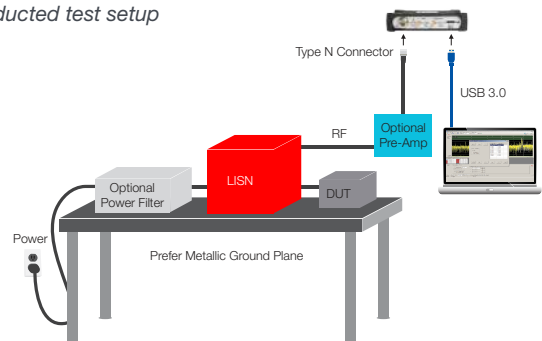 ducted test setup
Type N Connector
USB 3.0
RF
Optional
Pre-Amp
LISN
Optional
Power Filter
DUT
Power
Prefer Metallic Ground Plane